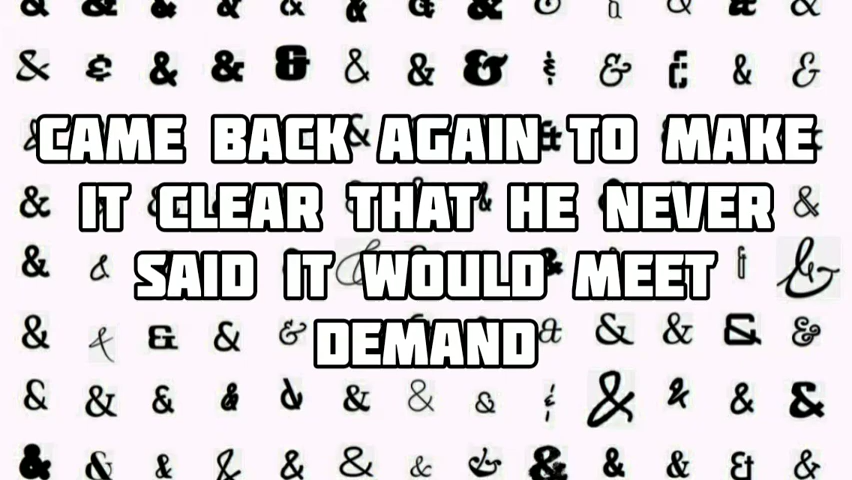 CAME BACK AGAIN TO MAKE
IT CLEAR THAT HE NEVER
SAID IT WOULD MEET
DEMAND